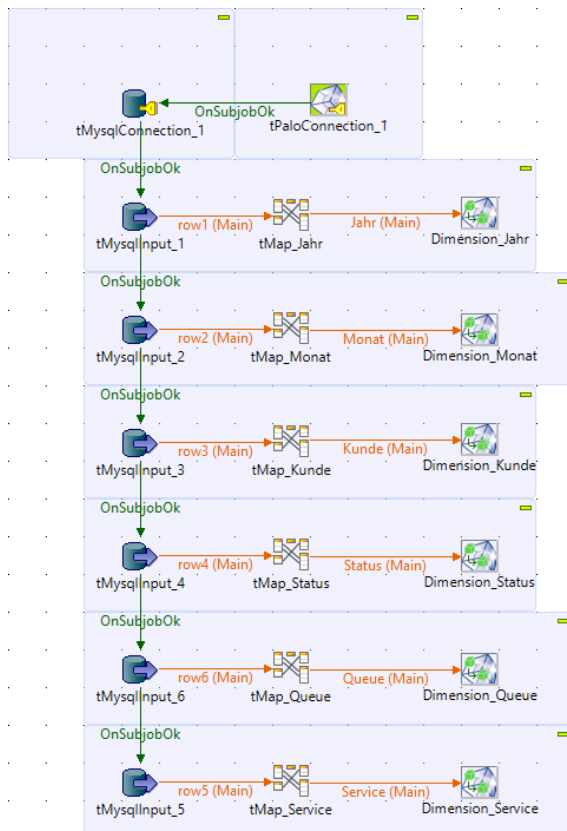 OnSubjobOk
tMysqlConnection_1
tPaloConnection_1
OnSubjobOk
row1 (Main)
Jahr (Main)
tMysqlInput_1
tMap_Jahr
Dimension_Jahr
OnSubjobOk
row2 (Main)
Monat (Main)
tMysqlInput_2
tMap_Monat
Dimension_Monat
OnSubjobOk
row3 (Main)
Kunde (Main)
tMysqlInput_3
tMap_Kunde
Dimension_Kunde
OnSubjobOk
row4 (Main)
Status (Main)
tMysqlInput_4
tMap_Status
Dimension_Status
OnSubjobOk
row6 (Main)
Queue (Main)
tMysqlInput_6
tMap_Queue
Dimension_Queue
OnSubjobOk
row5 (Main)
Service (Main)
tMysqlInput_5
tMap_Service
Dimension_Service